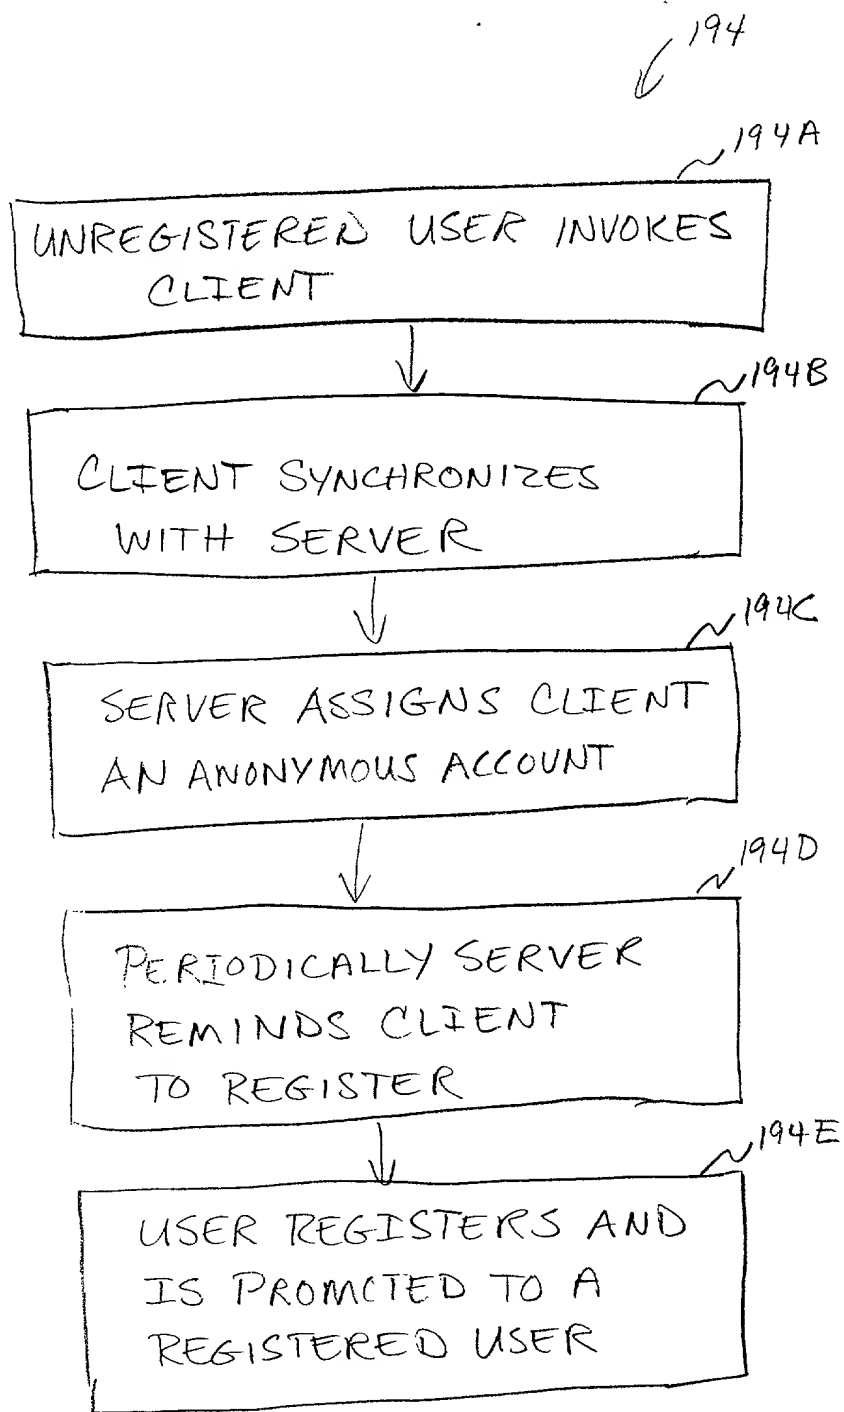 194
194A
UNREGISTERED USER INVOKES
CLIENT
194B
CLIENT SYNCHRONIZES
WITH SERVER
194C
SERVER ASSIGNS CLIENT
AN ANONYMOUS ACCOUNT
194D
PERIODICALLY SERVER
REMINDS CLIENT
TO REGISTER
194E
USER REGISTERS AND
IS PROMOTED TO A
REGISTERED USER